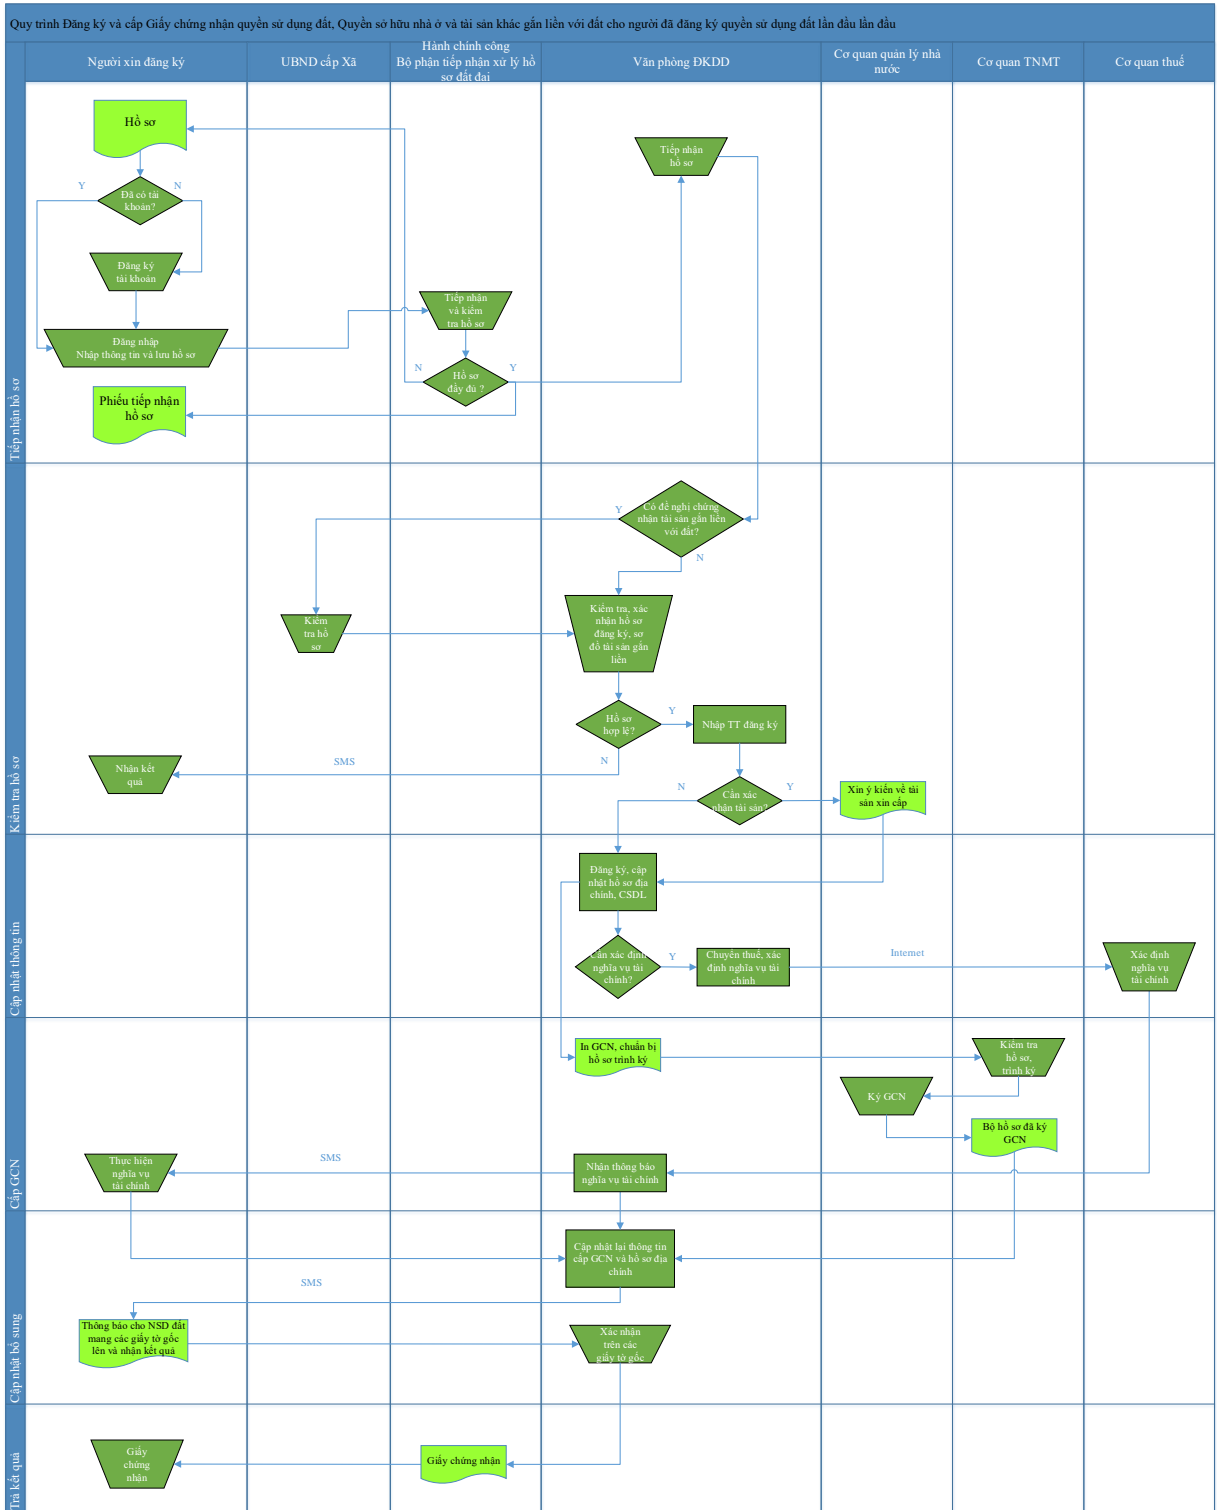 Quy trình Đăng ký và cấp Giấy chứng nhận quyền sử dụng đất, Quyền sở hữu nhà ở và tài sản khác gắn liền với đất cho người đã đăng ký quyền sử dụng đất lần đầu lần đầu
Người xin đăng ký
UBND cấp Xã
Hành chính công
Bộ phận tiếp nhận xử lý hồ
sơ đất đai
Văn phòng ĐKDD
Cơ quan quản lý nhà
nước
Cơ quan TNMT
Cơ quan thuế
Tiếp nhận hồ sơ
Hồ sơ
Tiếp nhận
hồ sơ
Y
N
Đã có tài
khoản?
Đăng ký
tài khoản
Tiếp nhận
và kiểm
tra hồ sơ
Đăng nhập
Nhập thông tin và lưu hồ sơ
N
Y
Hồ sơ
đầy đủ ?
Phiếu tiếp nhận
hồ sơ
Kiểm tra hồ sơ
Y
Có đề nghị chứng
nhận tài sản gắn liền
với đất?
N
Kiểm
tra hồ
sơ
Kiểm tra, xác
nhận hồ sơ
đăng ký, sơ
đồ tài sản gắn
liền
Hồ sơ
hợp lệ?
Y
Nhập TT đăng ký
N
SMS
Nhận kết
quả
N
Y
Cần xác
nhận tài sản?
Xin ý kiến về tài
sản xin cấp
Cập nhật thông tin
Đăng ký, cập
nhật hồ sơ địa
chính, CSDL
Cần xác định
nghĩa vụ tài
chính?
Y
Chuyển thuế, xác
định nghĩa vụ tài
chính
Internet
Xác định
nghĩa vụ
tài chính
Cấp GCN
In GCN, chuẩn bị
hồ sơ trình ký
Kiểm tra
hồ sơ,
trình ký
Ký GCN
Bộ hồ sơ đã ký
GCN
Thực hiện
nghĩa vụ
tài chính
SMS
Nhận thông báo
nghĩa vụ tài chính
Cập nhật bổ sung
Cập nhật lại thông tin
cấp GCN và hồ sơ địa
chính
SMS
Thông báo cho NSD đất
mang các giấy tờ gốc
lên và nhận kết quả
Xác nhận
trên các
giấy tờ gốc
Trả kết quả
Giấy
chứng
nhận
Giấy chứng nhận